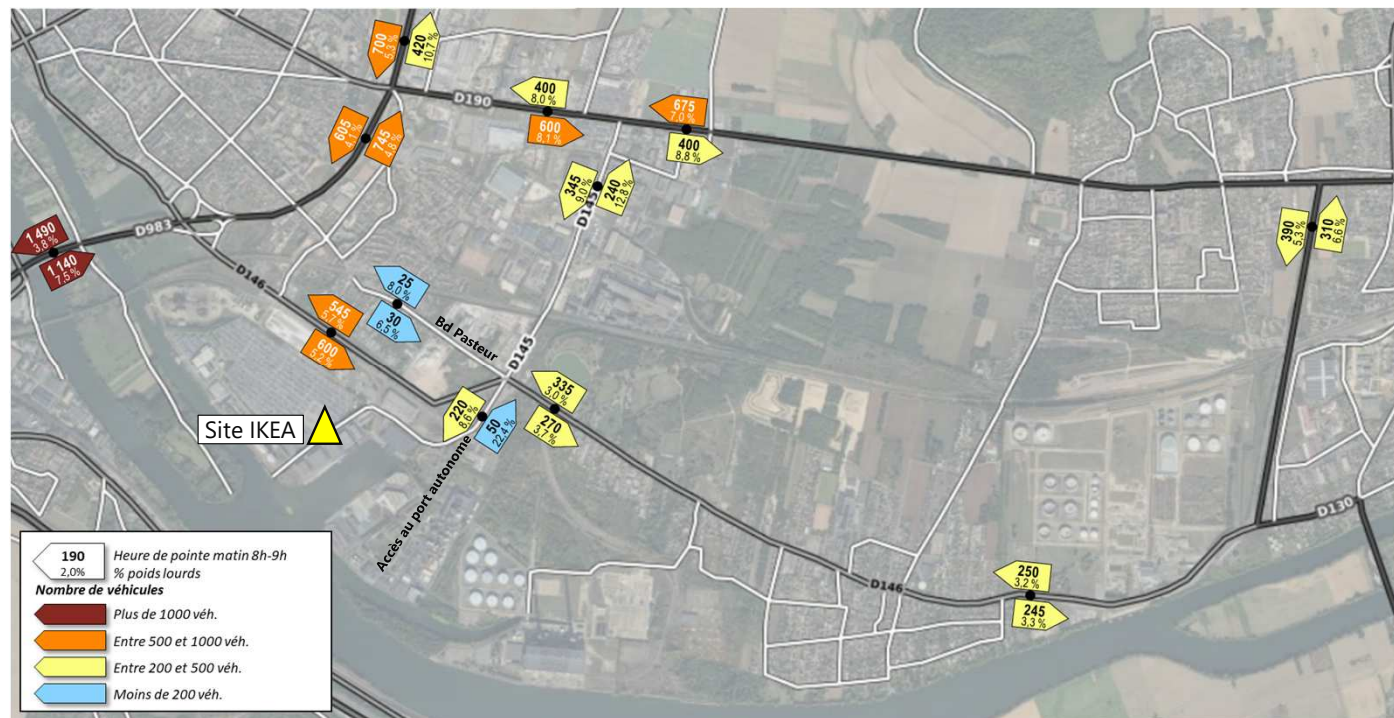 700
5,3 %
420
10,7 %
D190
400
8,0 %
600
8,1 %
675
7,0 %
400
8,8 %
605
4,1 %
745
4,8 %
345
9,0 %
240
12,8 %
D145
390
5,3 %
310
6,6 %
1 490
3,8 %
1 140
7,5 %
D983
D146
25
8,0 %
30
6,5 %
Bd Pasteur
545
5,7 %
600
5,2 %
D145
335
3,0 %
270
3,7 %
220
8,6 %
50
22,4 %
Site IKEA
Accès au port autonome
D130
D146
250
3,2 %
245
3,3 %
190
2,0%
Heure de pointe matin 8h-9h
% poids lourds
Nombre de véhicules
Plus de 1000 véh.
Entre 500 et 1000 véh.
Entre 200 et 500 véh.
Moins de 200 véh.